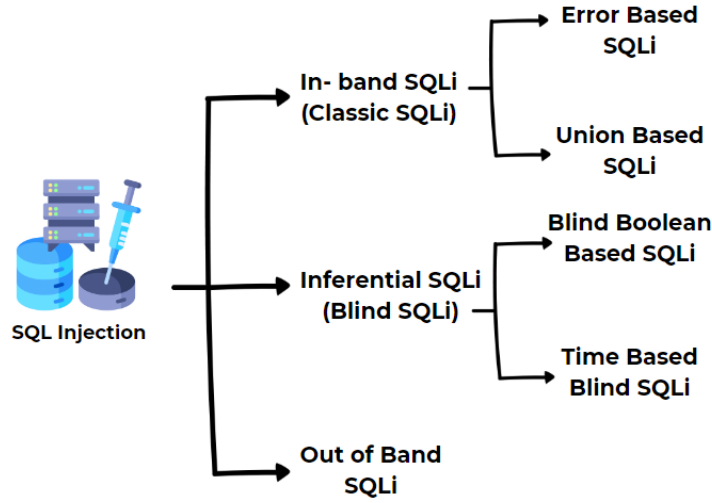 SQL Injection
In- band SQLi
(Classic SQLi)
Error Based
SQLi
Union Based
SQLi
Inferential SQLi
(Blind SQLi)
Blind Boolean
Based SQLi
Time Based
Blind SQLi
Out of Band
SQLi